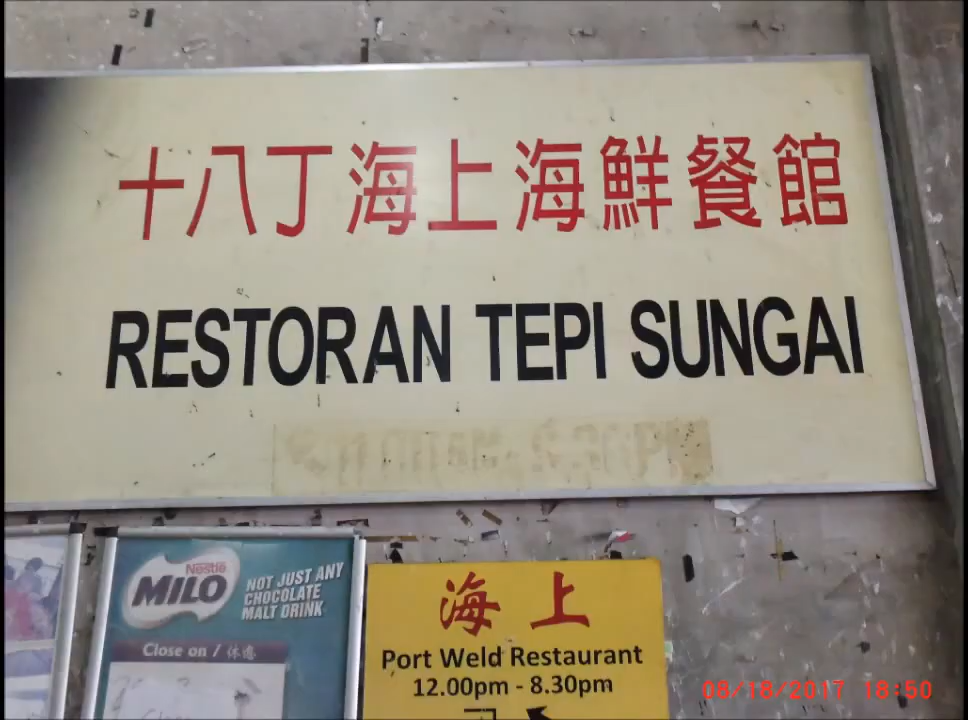 十八丁海上海鮮餐館
RESTORAN TEPI SUNGAI
Nestle
MILO
NOT JUST ANY
CHOCOLATE
MALT DRINK
Close on / 休息
海上
Port Weld Restaurant
12.00pm - 8.30pm
08/18/2017 18:50